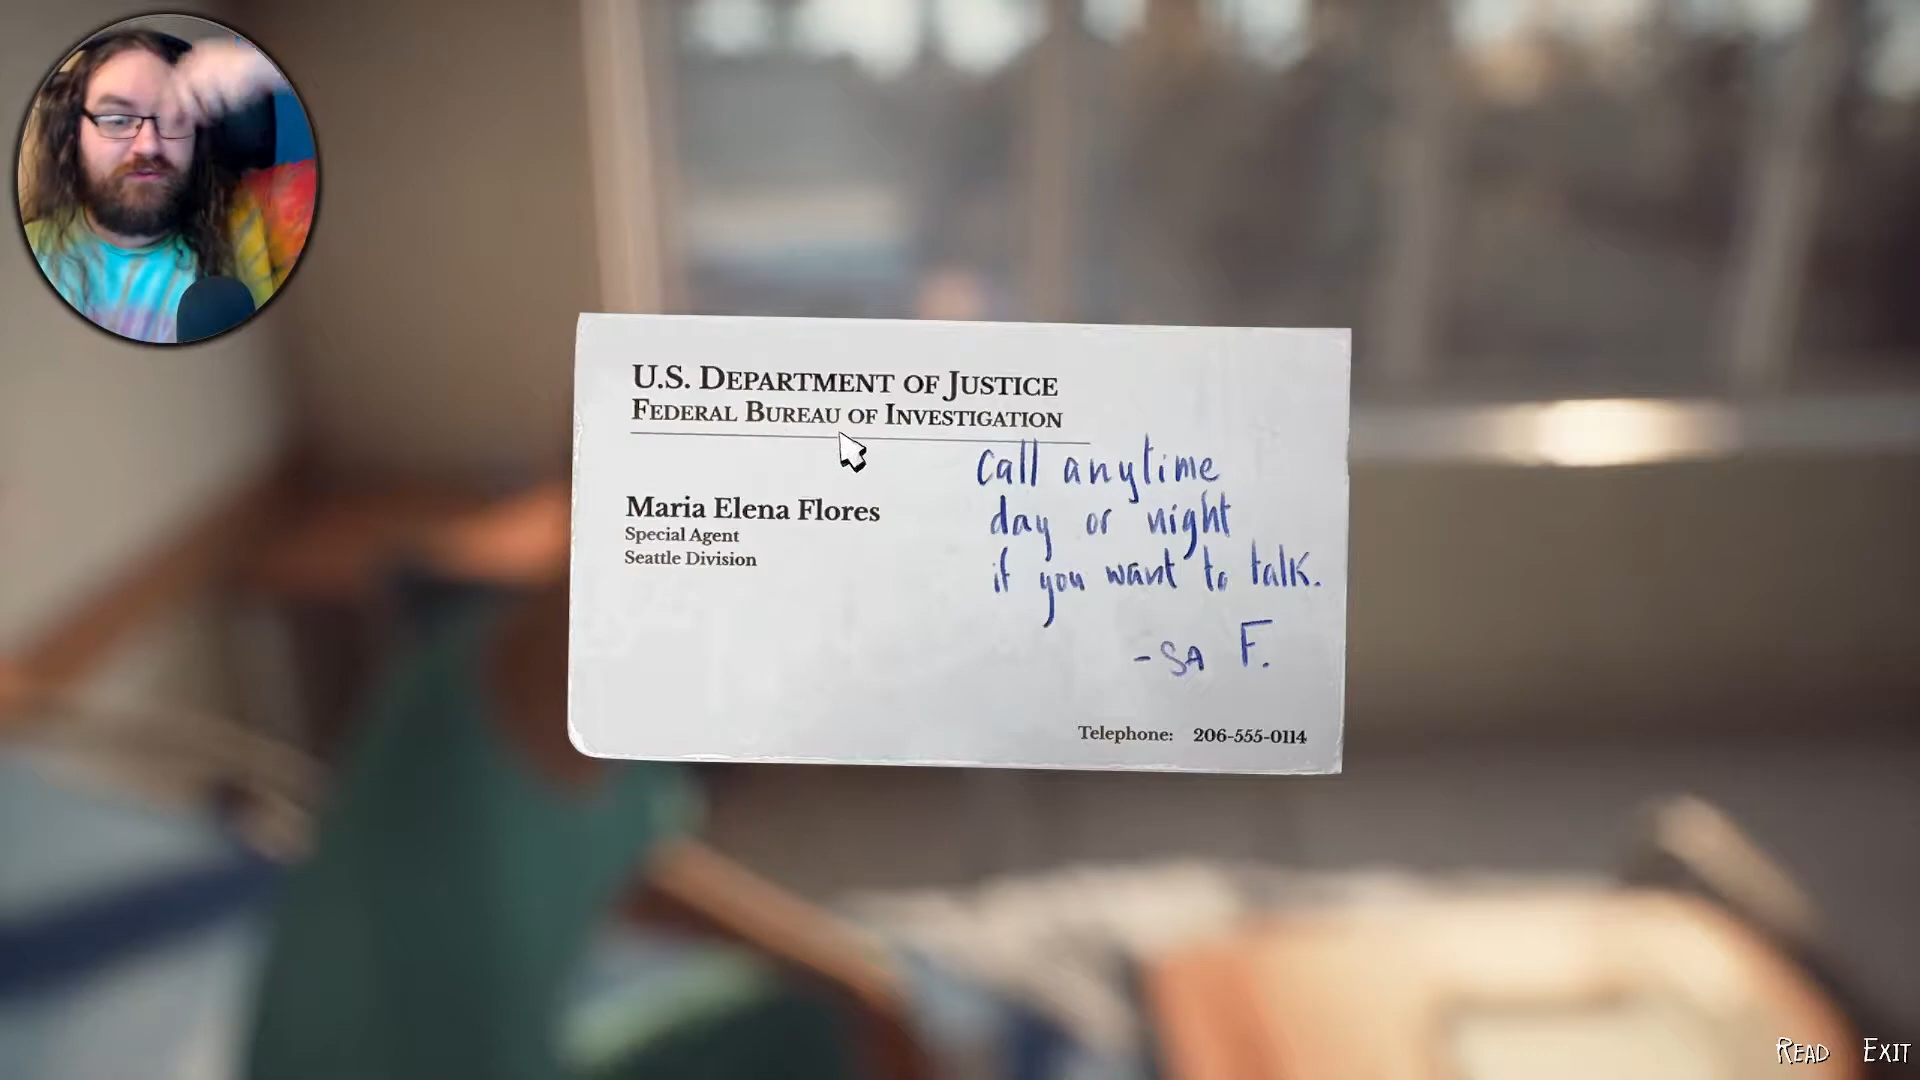 U.S. DEPARTMENT OF JUSTICE
FEDERAL BUREAU OF INVESTIGATION
Maria Elena Flores
Special Agent
Seattle Division
Call anytime
day or night
if you want to talk.
- SA F.
Telephone: 206-555-0114
READ EXIT